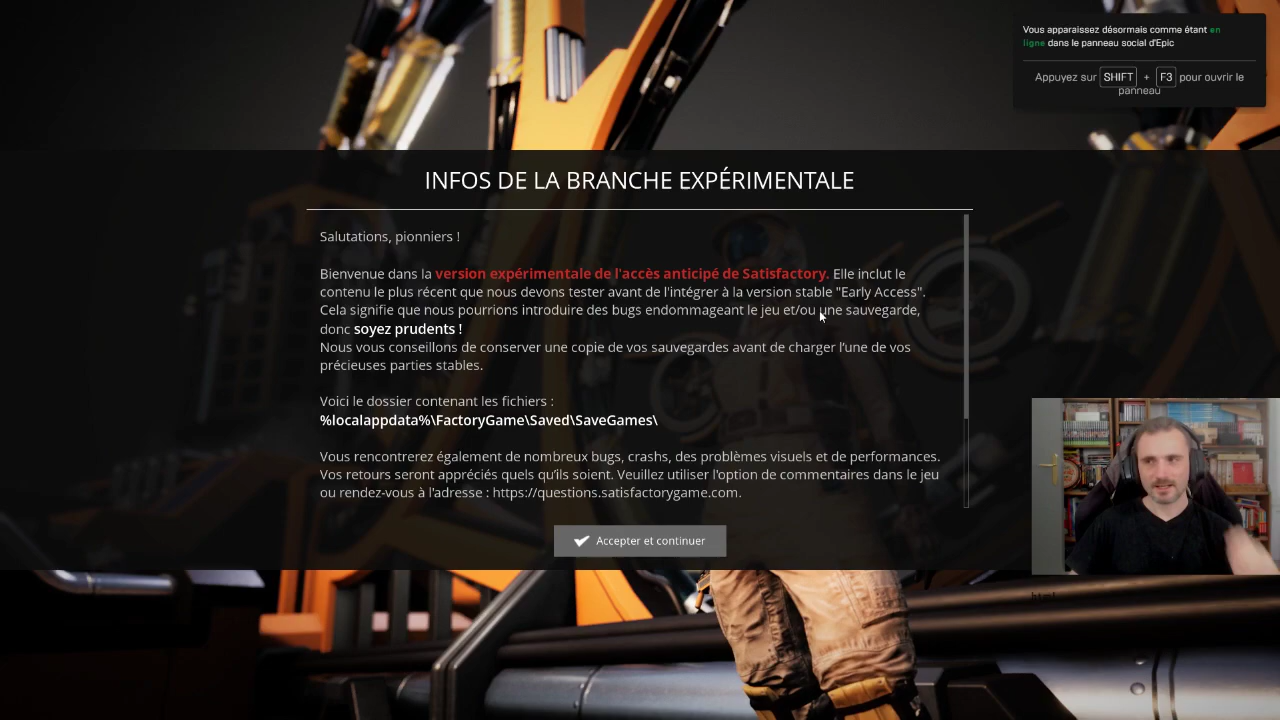 Vous apparaissez désormais comme étant en
ligne dans le panneau social d'Epic
Appuyez sur SHIFT + F3 pour ouvrir le
panneau
INFOS DE LA BRANCHE EXPÉRIMENTALE
Salutations, pionniers !
Bienvenue dans la version expérimentale de l'accès anticipé de Satisfactory. Elle inclut le
contenu le plus récent que nous devons tester avant de l'intégrer à la version stable "Early Access".
Cela signifie que nous pourrions introduire des bugs endommageant le jeu et/ou une sauvegarde,
donc soyez prudents !
Nous vous conseillons de conserver une copie de vos sauvegardes avant de charger l'une de vos
précieuses parties stables.
Voici le dossier contenant les fichiers :
%localappdata%\FactoryGame\Saved\SaveGames\
Vous rencontrerez également de nombreux bugs, crashs, des problèmes visuels et de performances.
Vos retours seront appréciés quels qu'ils soient. Veuillez utiliser l'option de commentaires dans le jeu
ou rendez-vous à l'adresse : https://questions.satisfactorygame.com.
Accepter et continuer